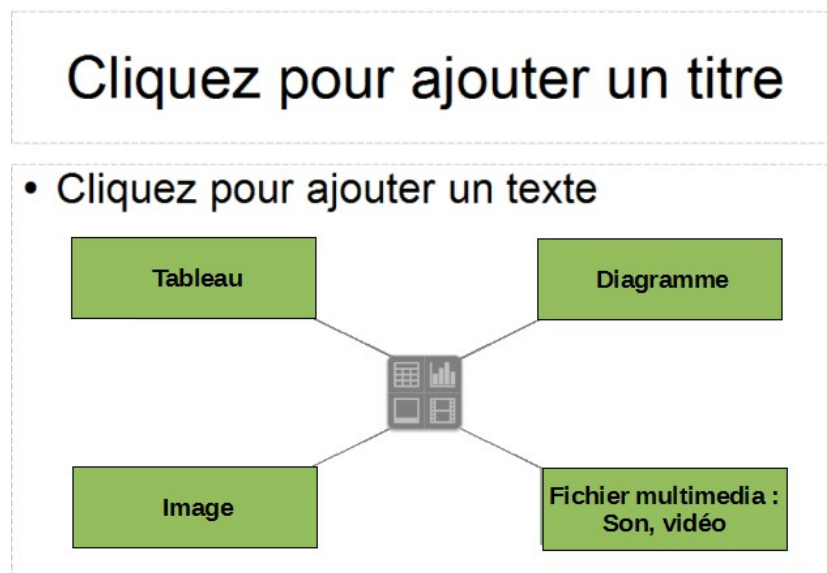 Cliquez pour ajouter un titre
• Cliquez pour ajouter un texte
Tableau
Diagramme
Image
Fichier multimedia :
Son, vidéo